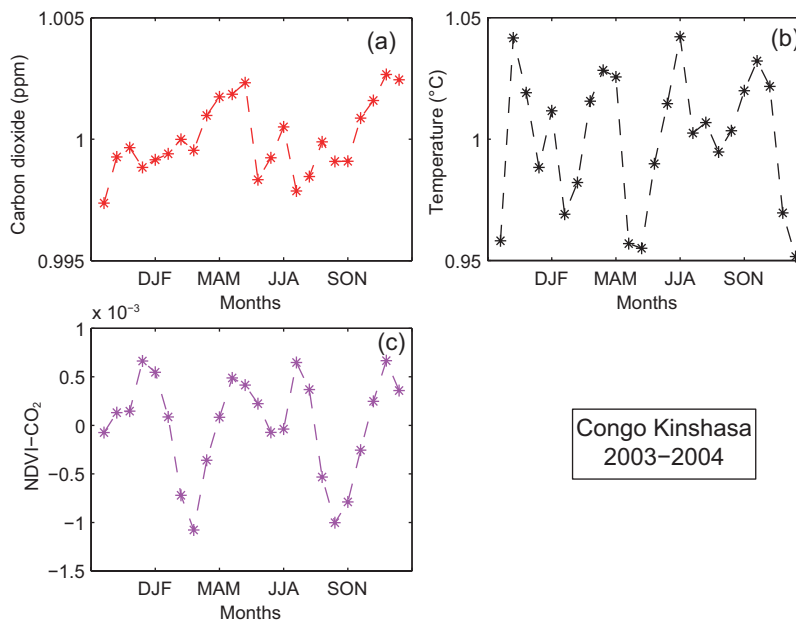 1.005
(a)
1
0.995
Carbon dioxide (ppm)
DJF MAM JJA SON
Months
1.05
(b)
1
0.95
Temperature (°C)
DJF MAM JJA SON
Months
x 10⁻³
1
(c)
0.5
0
−0.5
−1
−1.5
NDVI−CO₂
DJF MAM JJA SON
Months
Congo Kinshasa
2003−2004